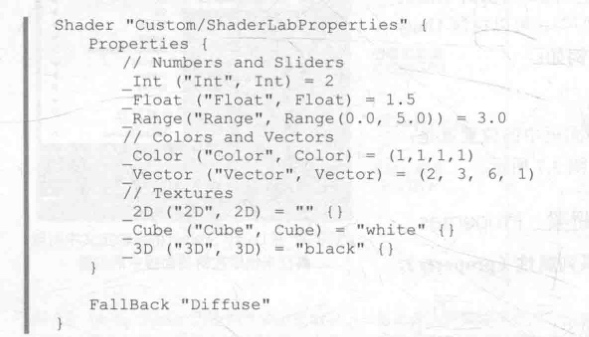 Shader "Custom/ShaderLabProperties" {
Properties {
// Numbers and Sliders
_Int ("Int", Int) = 2
_Float ("Float", Float) = 1.5
_Range("Range", Range(0.0, 5.0)) = 3.0
// Colors and Vectors
_Color ("Color", Color) = (1,1,1,1)
_Vector ("Vector", Vector) = (2, 3, 6, 1)
// Textures
_2D ("2D", 2D) = "" {}
_Cube ("Cube", Cube) = "white" {}
_3D ("3D", 3D) = "black" {}
}
FallBack "Diffuse"
}